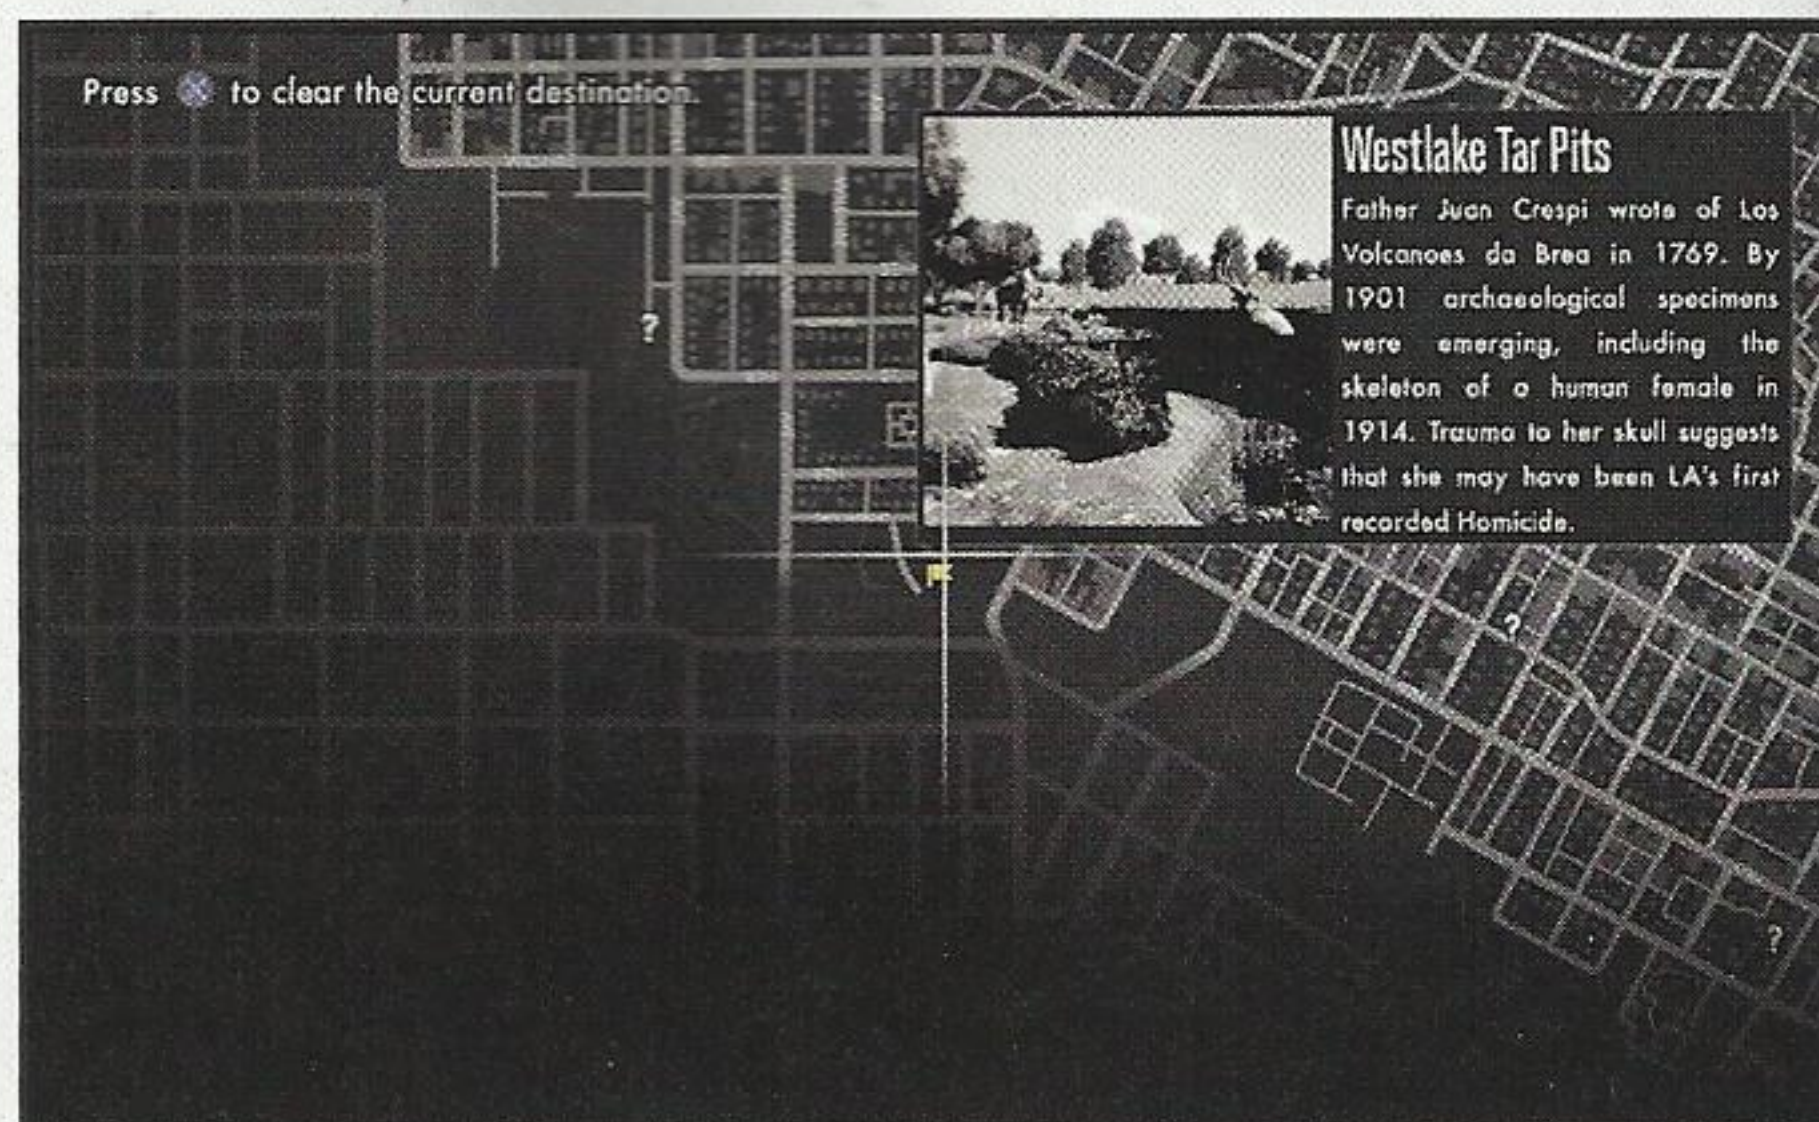 Press ⓧ to clear the current destination.
Westlake Tar Pits
Father Juan Crespi wrote of Los
Volcanoes da Brea in 1769. By
1901 archaeological specimens
were emerging, including the
skeleton of a human female in
1914. Trauma to her skull suggests
that she may have been LA's first
recorded Homicide.
?
?
?